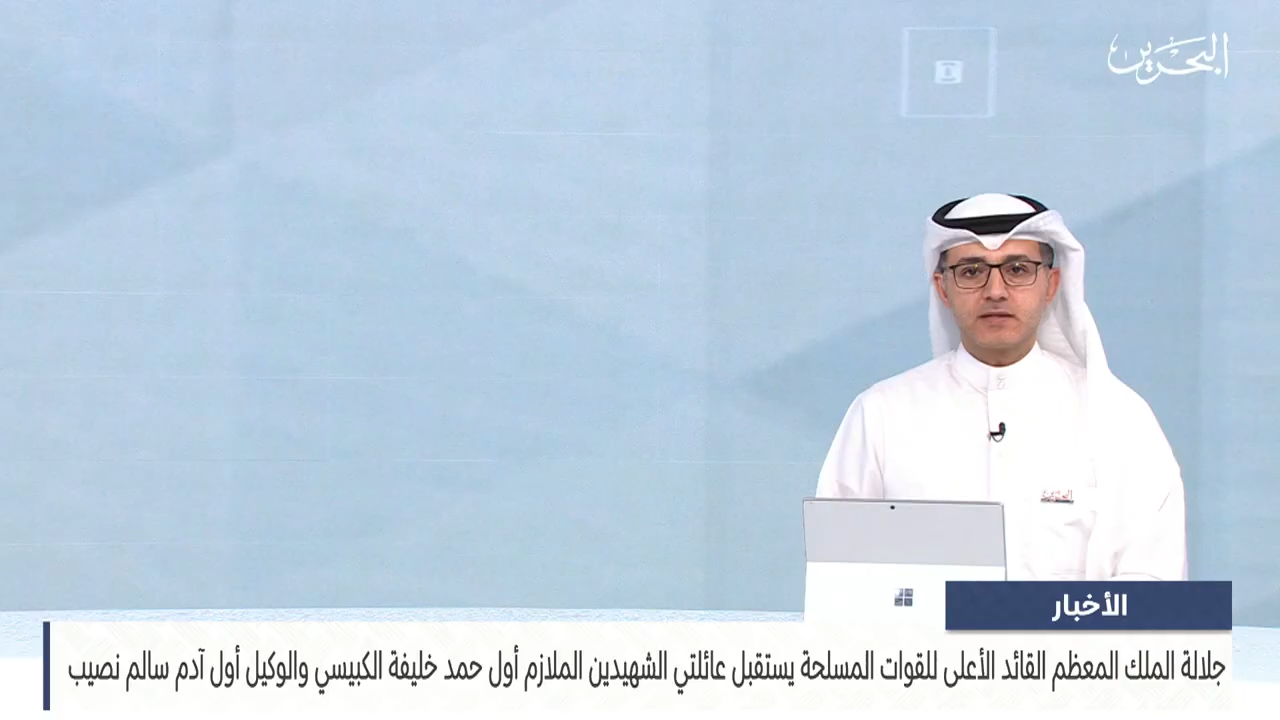 البحرين
الأخبار
جلالة الملك المعظم القائد الأعلى للقوات المسلحة يستقبل عائلتي الشهيدين الملازم أول حمد خليفة الكبيسي والوكيل أول آدم سالم نصيب